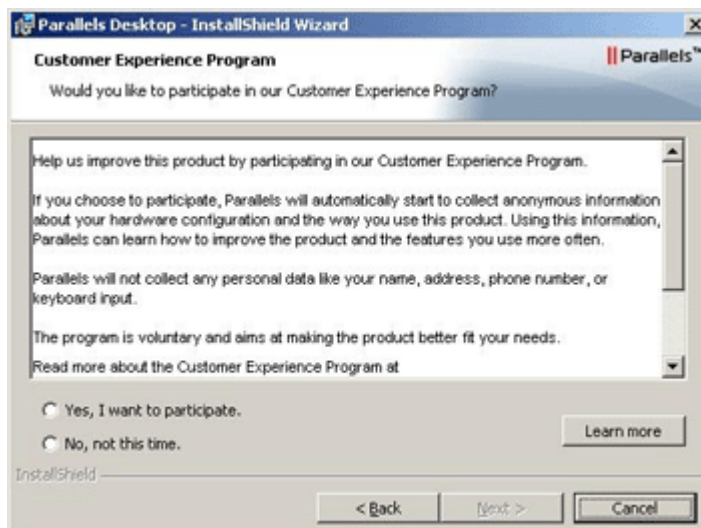 Parallels Desktop - InstallShield Wizard
Customer Experience Program
Parallels™
Would you like to participate in our Customer Experience Program?
Help us improve this product by participating in our Customer Experience Program.
If you choose to participate, Parallels will automatically start to collect anonymous information
about your hardware configuration and the way you use this product. Using this information,
Parallels can learn how to improve the product and the features you use more often.
Parallels will not collect any personal data like your name, address, phone number, or
keyboard input.
The program is voluntary and aims at making the product better fit your needs.
Read more about the Customer Experience Program at
Yes, I want to participate.
No, not this time.
Learn more
InstallShield
< Back
Next >
Cancel